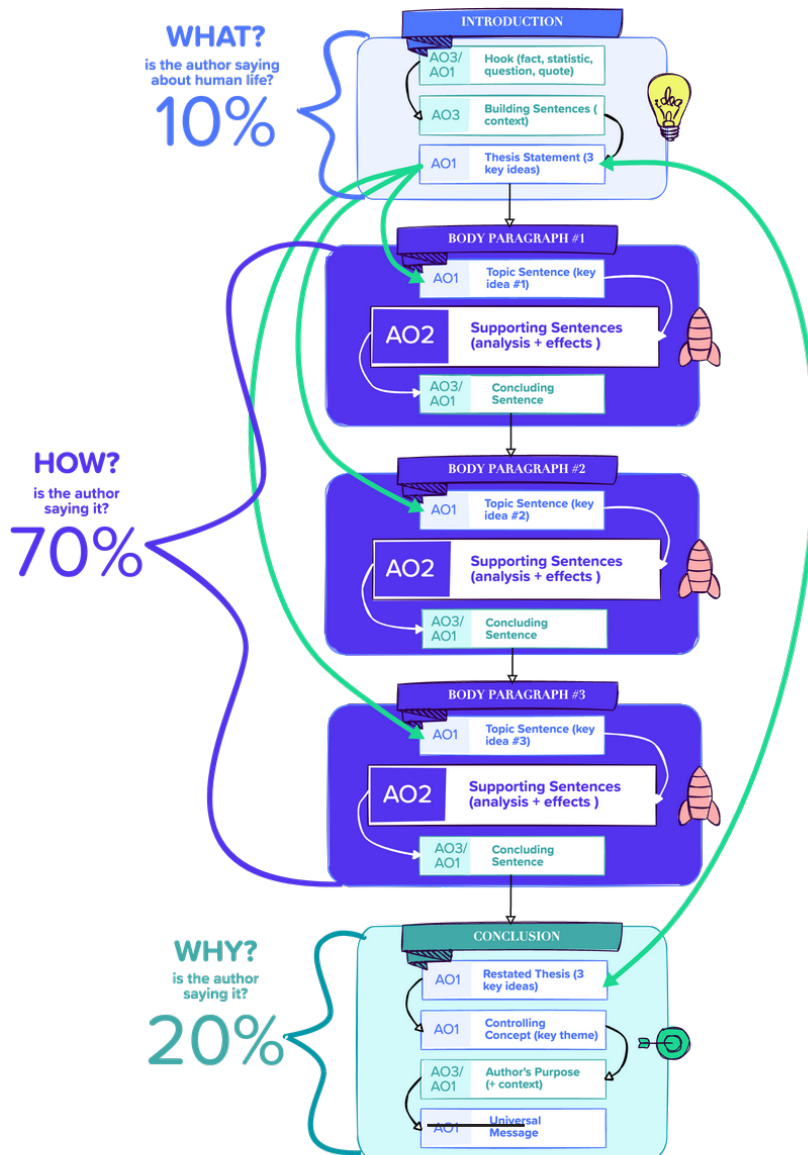 INTRODUCTION
WHAT?
is the author saying
about human life?
10%
AO3/
AO1
Hook (fact, statistic,
question, quote)
AO3
Building Sentences (
context)
AO1
Thesis Statement (3
key ideas)
idea
BODY PARAGRAPH #1
AO1
Topic Sentence (key
idea #1)
AO2
Supporting Sentences
(analysis + effects )
AO3/
AO1
Concluding
Sentence
HOW?
is the author
saying it?
70%
BODY PARAGRAPH #2
AO1
Topic Sentence (key
idea #2)
AO2
Supporting Sentences
(analysis + effects )
AO3/
AO1
Concluding
Sentence
BODY PARAGRAPH #3
AO1
Topic Sentence (key
idea #3)
AO2
Supporting Sentences
(analysis + effects )
AO3/
AO1
Concluding
Sentence
WHY?
is the author
saying it?
20%
CONCLUSION
AO1
Restated Thesis (3
key ideas)
AO1
Controlling
Concept (key theme)
AO3/
AO1
Author's Purpose
(+ context)
AO1
Universal
Message